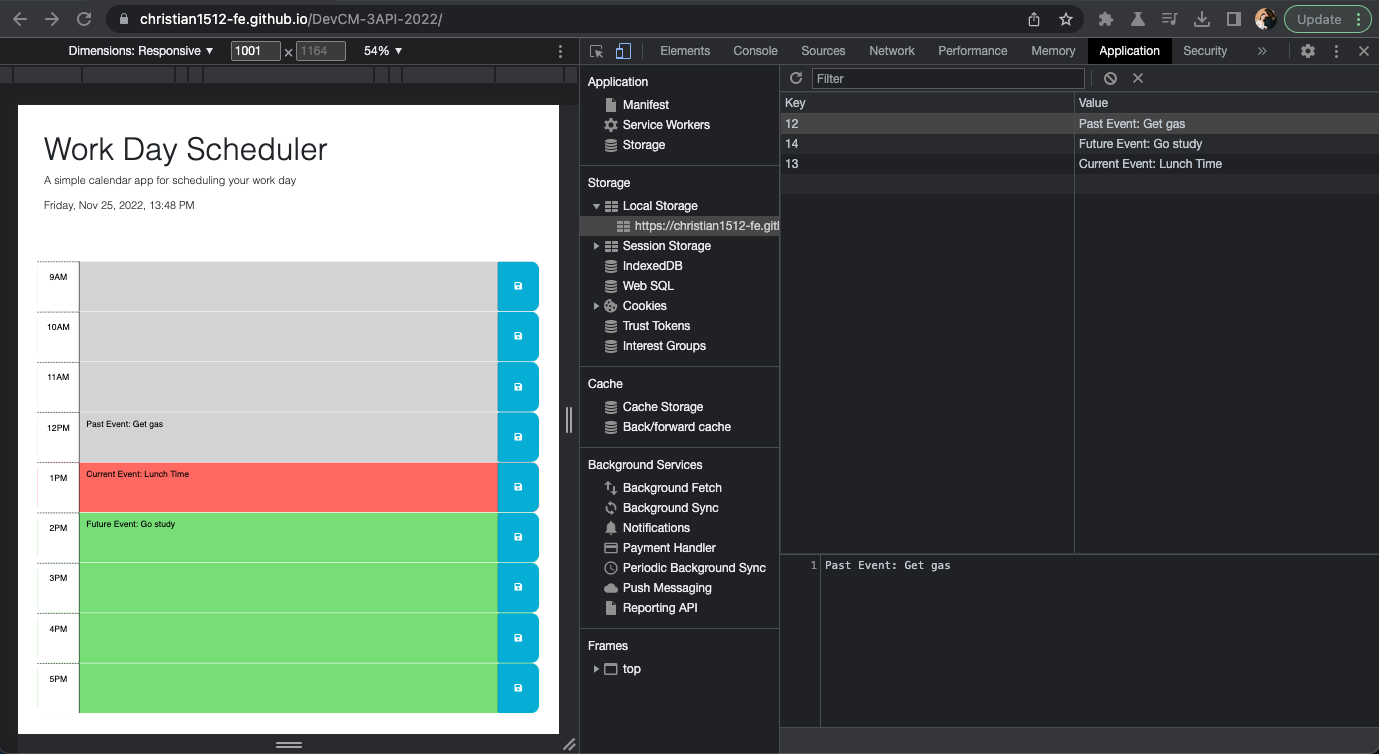 christian1512-fe.github.io/DevCM-3API-2022/
Update
Dimensions: Responsive ▼ 1001 × 1164 54% ▼
Elements Console Sources Network Performance Memory Application Security »
Work Day Scheduler
A simple calendar app for scheduling your work day
Friday, Nov 25, 2022, 13:48 PM
9AM
10AM
11AM
12PM Past Event: Get gas
1PM Current Event: Lunch Time
2PM Future Event: Go study
3PM
4PM
5PM
Application
Manifest
Service Workers
Storage
Storage
Local Storage
https://christian1512-fe.gitl
Session Storage
IndexedDB
Web SQL
Cookies
Trust Tokens
Interest Groups
Cache
Cache Storage
Back/forward cache
Background Services
Background Fetch
Background Sync
Notifications
Payment Handler
Periodic Background Sync
Push Messaging
Reporting API
Frames
top
Filter
Key Value
12 Past Event: Get gas
14 Future Event: Go study
13 Current Event: Lunch Time
1 Past Event: Get gas